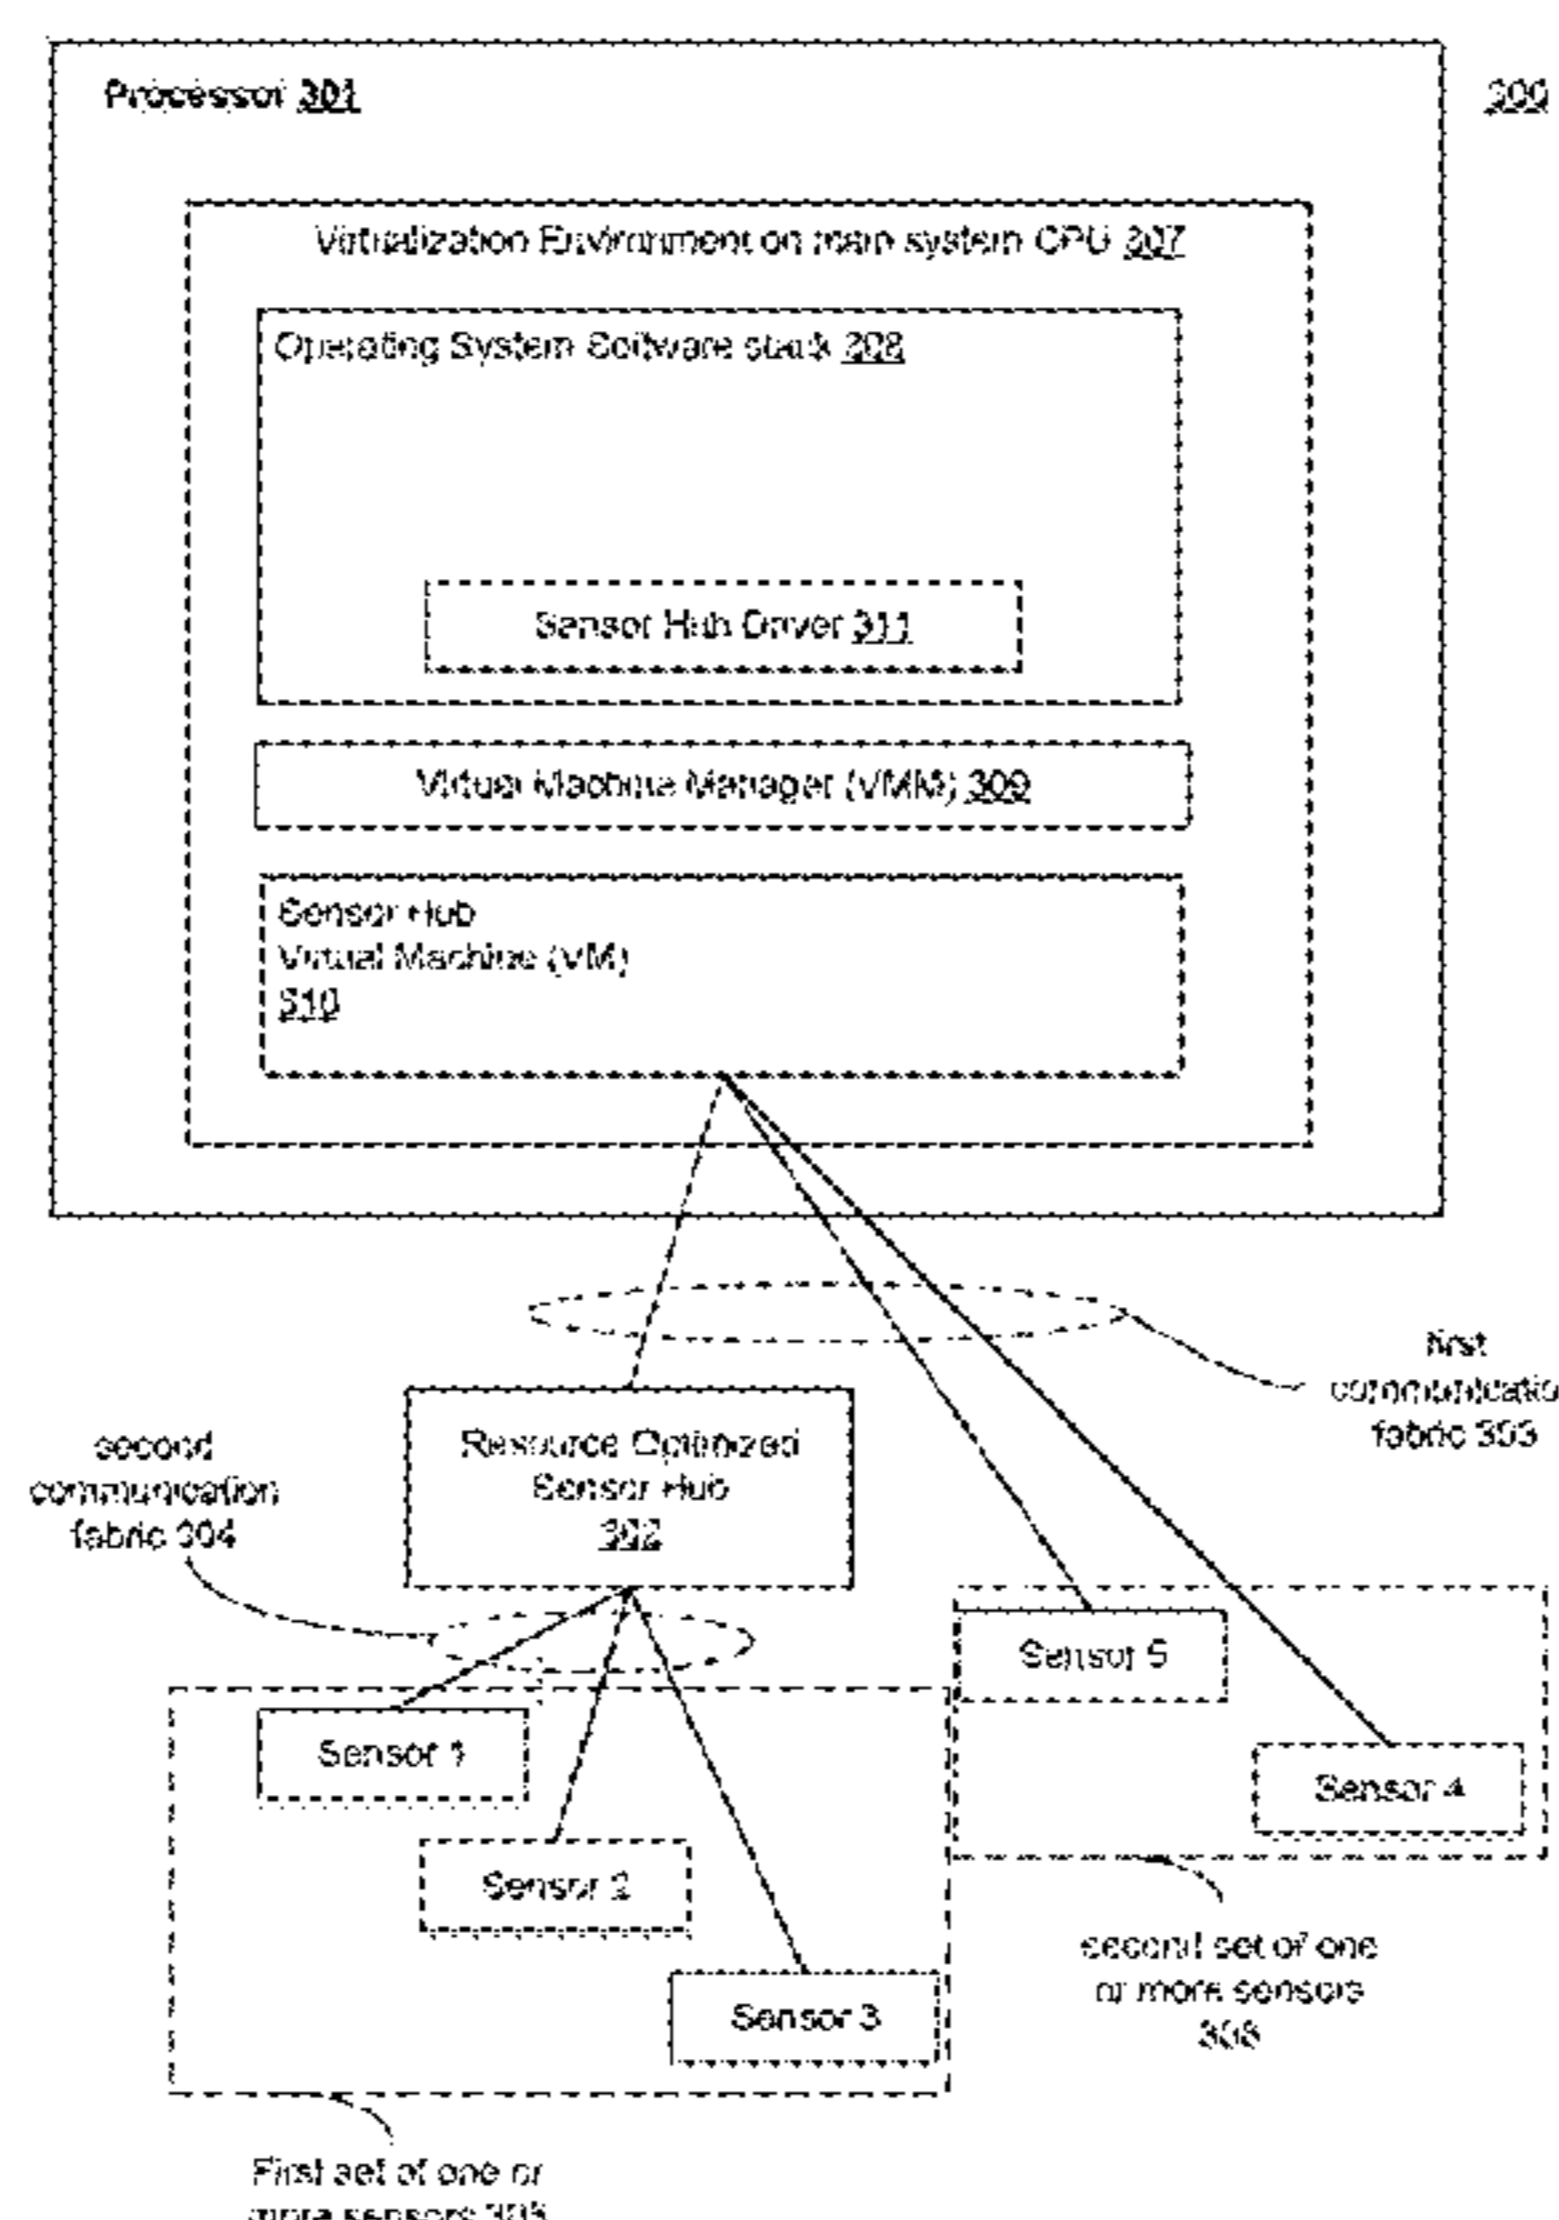 Processor 301
300
Virtualization Environment on main system CPU 307
Operating System Software stack 308
Sensor Hub Driver 311
Virtual Machine Manager (VMM) 309
Sensor Hub
Virtual Machine (VM)
310
first
communicatio
fabric 303
second
communication
fabric 304
Resource Optimized
Sensor Hub
302
Sensor 5
Sensor 1
Sensor 4
Sensor 2
second set of one
or more sensors
306
Sensor 3
First set of one or
more sensors 305